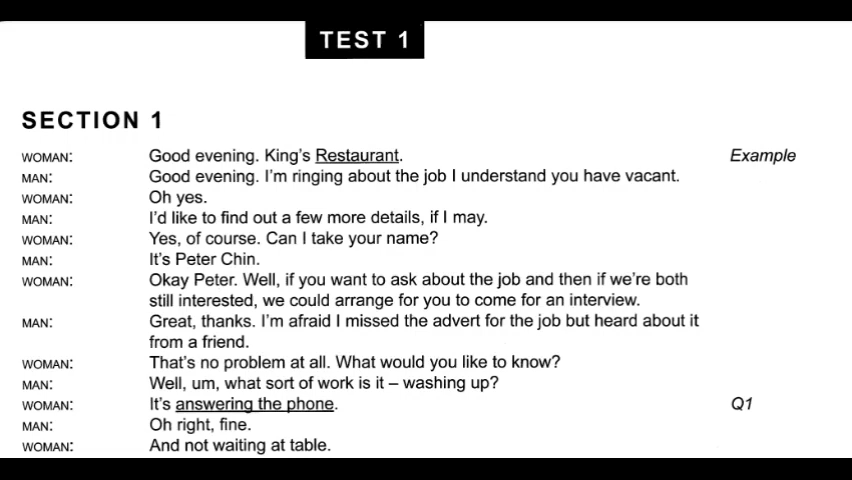 TEST 1
SECTION 1
WOMAN: Good evening. King's Restaurant. Example
MAN: Good evening. I'm ringing about the job I understand you have vacant.
WOMAN: Oh yes.
MAN: I'd like to find out a few more details, if I may.
WOMAN: Yes, of course. Can I take your name?
MAN: It's Peter Chin.
WOMAN: Okay Peter. Well, if you want to ask about the job and then if we're both
still interested, we could arrange for you to come for an interview.
MAN: Great, thanks. I'm afraid I missed the advert for the job but heard about it
from a friend.
WOMAN: That's no problem at all. What would you like to know?
MAN: Well, um, what sort of work is it – washing up?
WOMAN: It's answering the phone. Q1
MAN: Oh right, fine.
WOMAN: And not waiting at table.